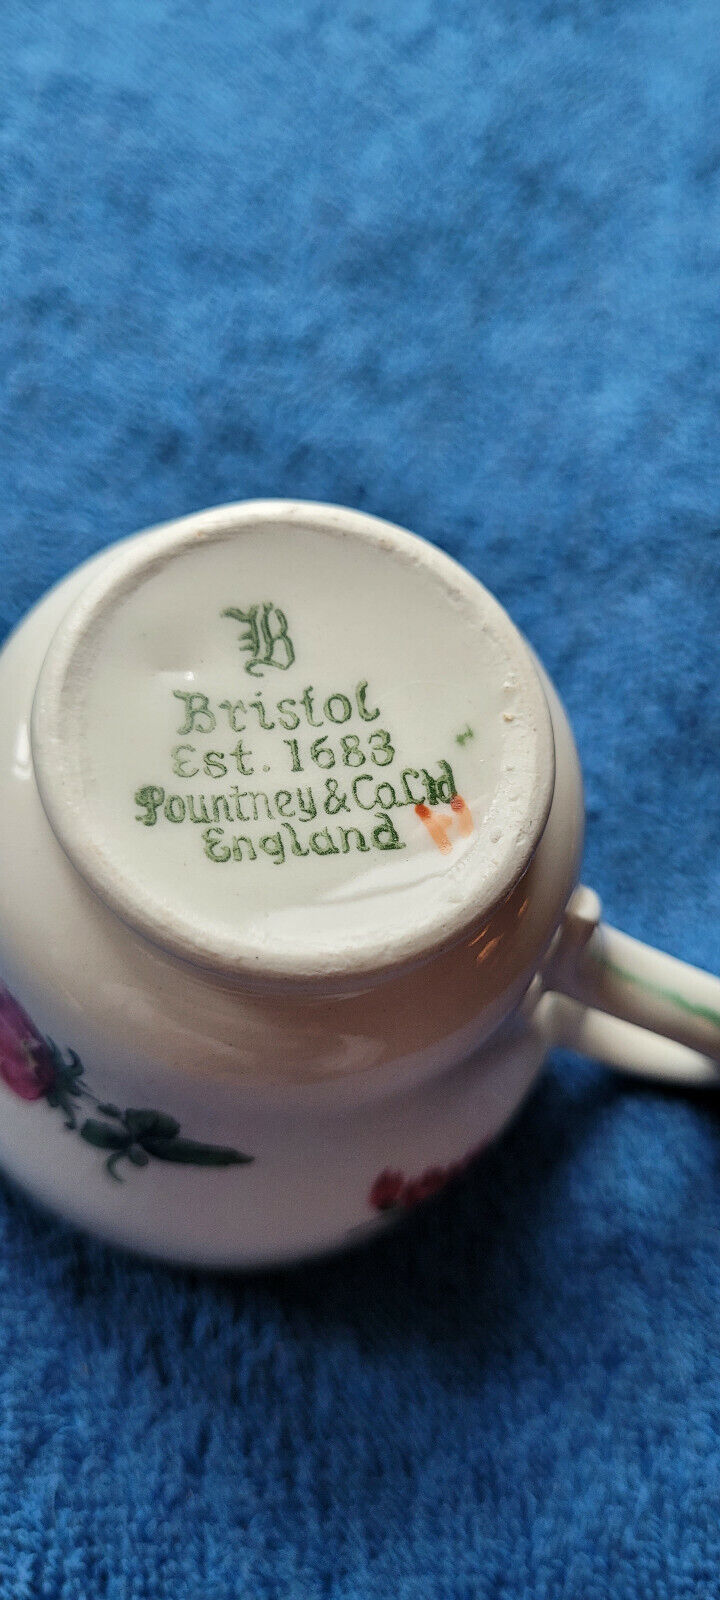 B
Bristol
Est. 1683
Pountney & Co. Ltd
England